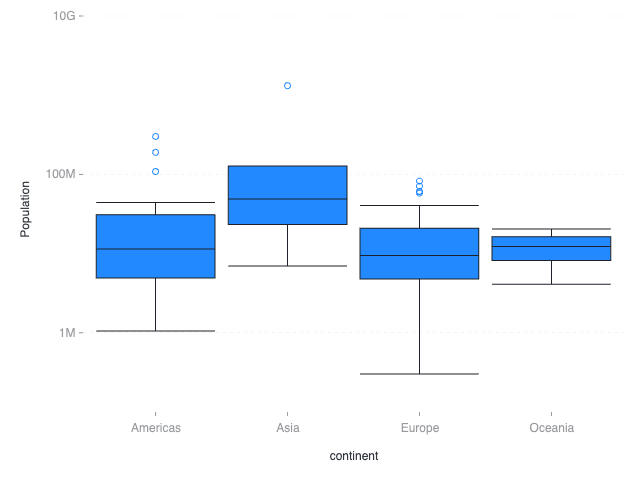 10G
100M
1M
Population
Americas
Asia
Europe
Oceania
continent